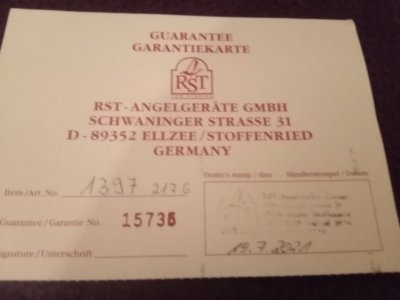 GUARANTEE
GARANTIEKARTE
RST
RST-ANGELGERÄTE GMBH
SCHWANINGER STRASSE 31
D-89352 ELLZEE/STOFFENRIED
GERMANY
Dealer's stamp / date Händlerstempel / Datum
Item/Art. No. 1397 2176
Guarantee/Garantie No. 15735
19.7.2021
Signature/Unterschrift